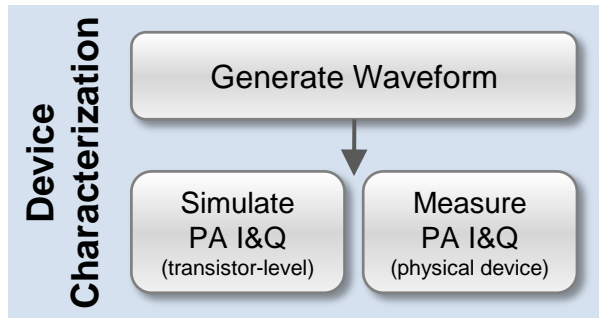 Device
Characterization
Generate Waveform
Simulate
PA I&Q
(transistor-level)
Measure
PA I&Q
(physical device)